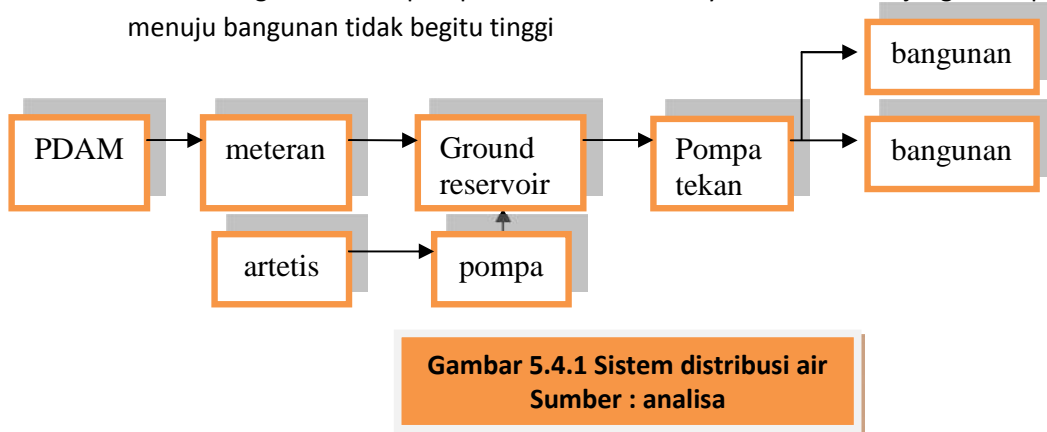 menuju bangunan tidak begitu tinggi
bangunan
PDAM
meteran
Ground
reservoir
Pompa
tekan
bangunan
artetis
pompa
Gambar 5.4.1 Sistem distribusi air
Sumber : analisa